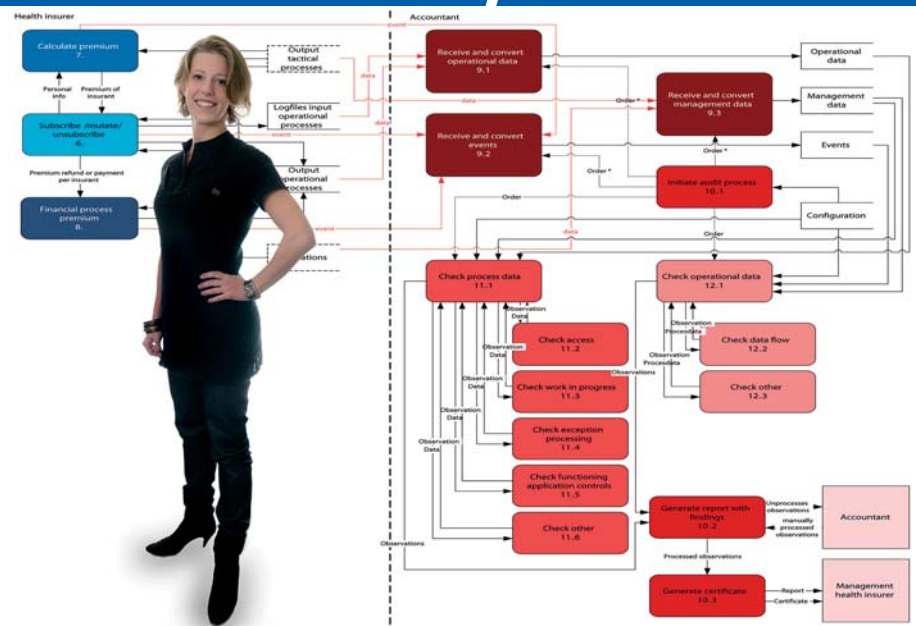 Health insurer
Accountant
event
Calculate premium
7.
Output
tactical
processes
Personal
info
Premium of
insurant
data
Logfiles input
operational
processes
Subscribe /mutate/
unsubscribe
6.
event
data
Premium refund or payment
per insurant
Output
operational
processes
Financial process
premium
8.
event
data
Receive and convert
operational data
9.1
Operational
data
data
Order *
Receive and convert
management data
9.3
Management
data
Receive and convert
events
9.2
Order *
Order *
Events
Initiate audit process
10.1
Order
Order
Configuration
Check process data
11.1
Check operational data
12.1
Observation
Data
Check access
11.2
Observation
Data
Check work in progress
11.3
Observation
Data
Check exception
processing
11.4
Observation
Data
Check functioning
application controls
11.5
Observation
Data
Check other
11.6
Observations
Observations
Observation
Procesdata
Check data flow
12.2
Observation
Procesdata
Check other
12.3
Generate report with
findings
10.2
Unprocesses
observations
manually
processed
observations
Accountant
Processed observations
Generate certificate
10.3
Report
Certificate
Management
health insurer